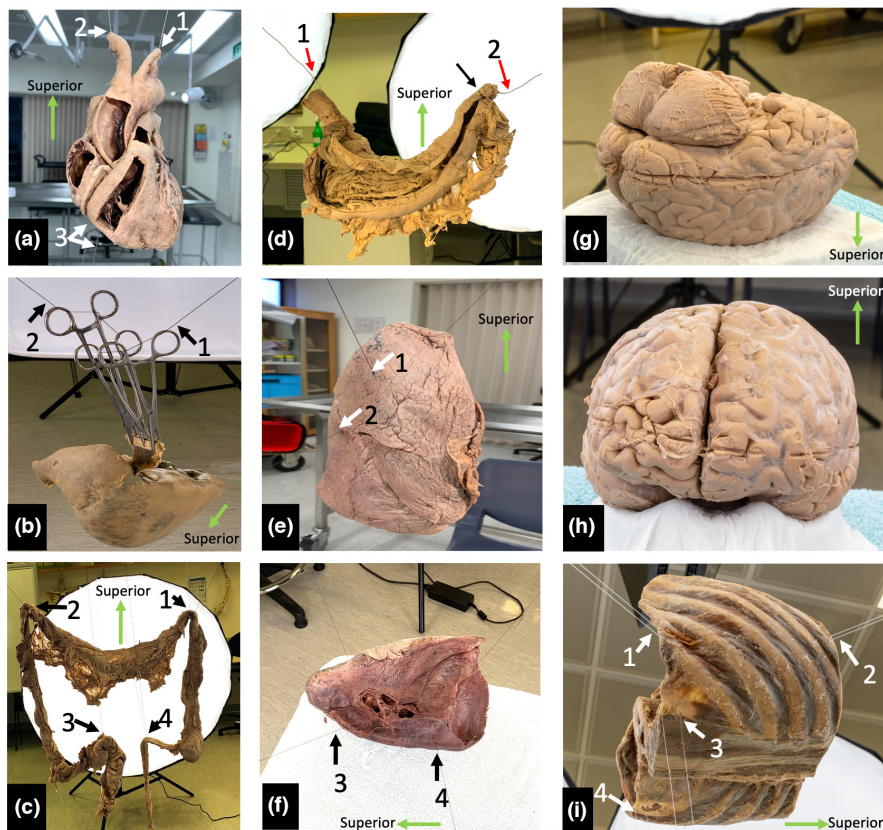 2
1
Superior
3
(a)
1
2
Superior
(d)
Superior
(g)
2
1
Superior
(b)
Superior
1
2
(e)
Superior
(h)
Superior
2
1
3
4
(c)
3
4
Superior
(f)
1
2
3
4
Superior
(i)